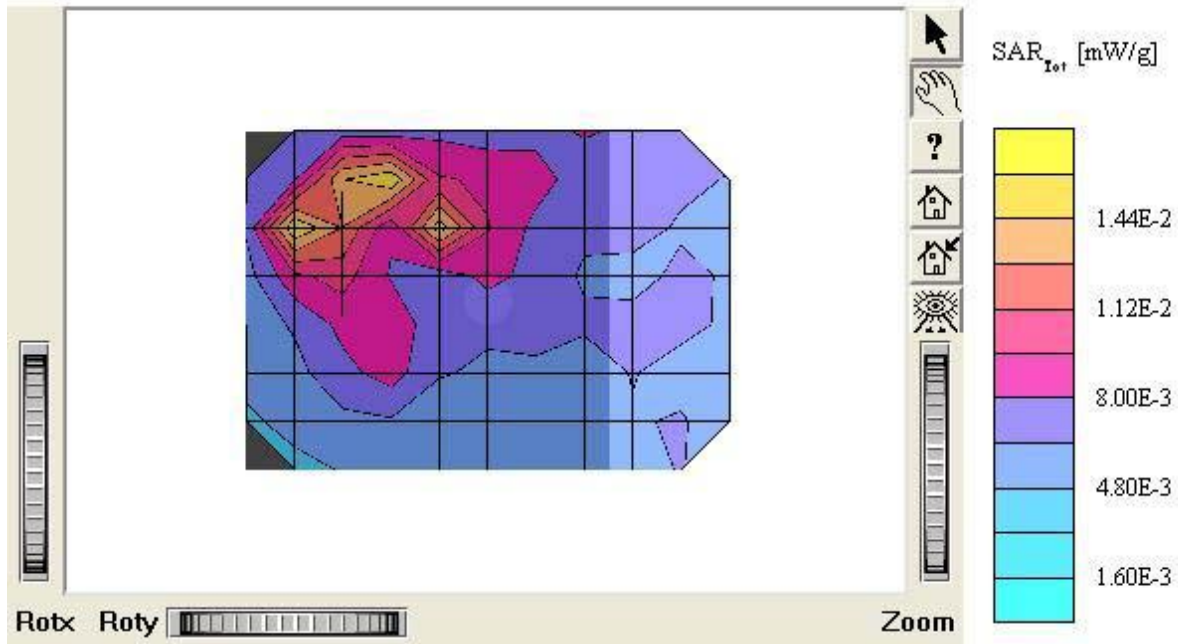 SAR_Tot [mW/g]
?
1.44E-2
1.12E-2
8.00E-3
4.80E-3
1.60E-3
Rotx Roty Zoom